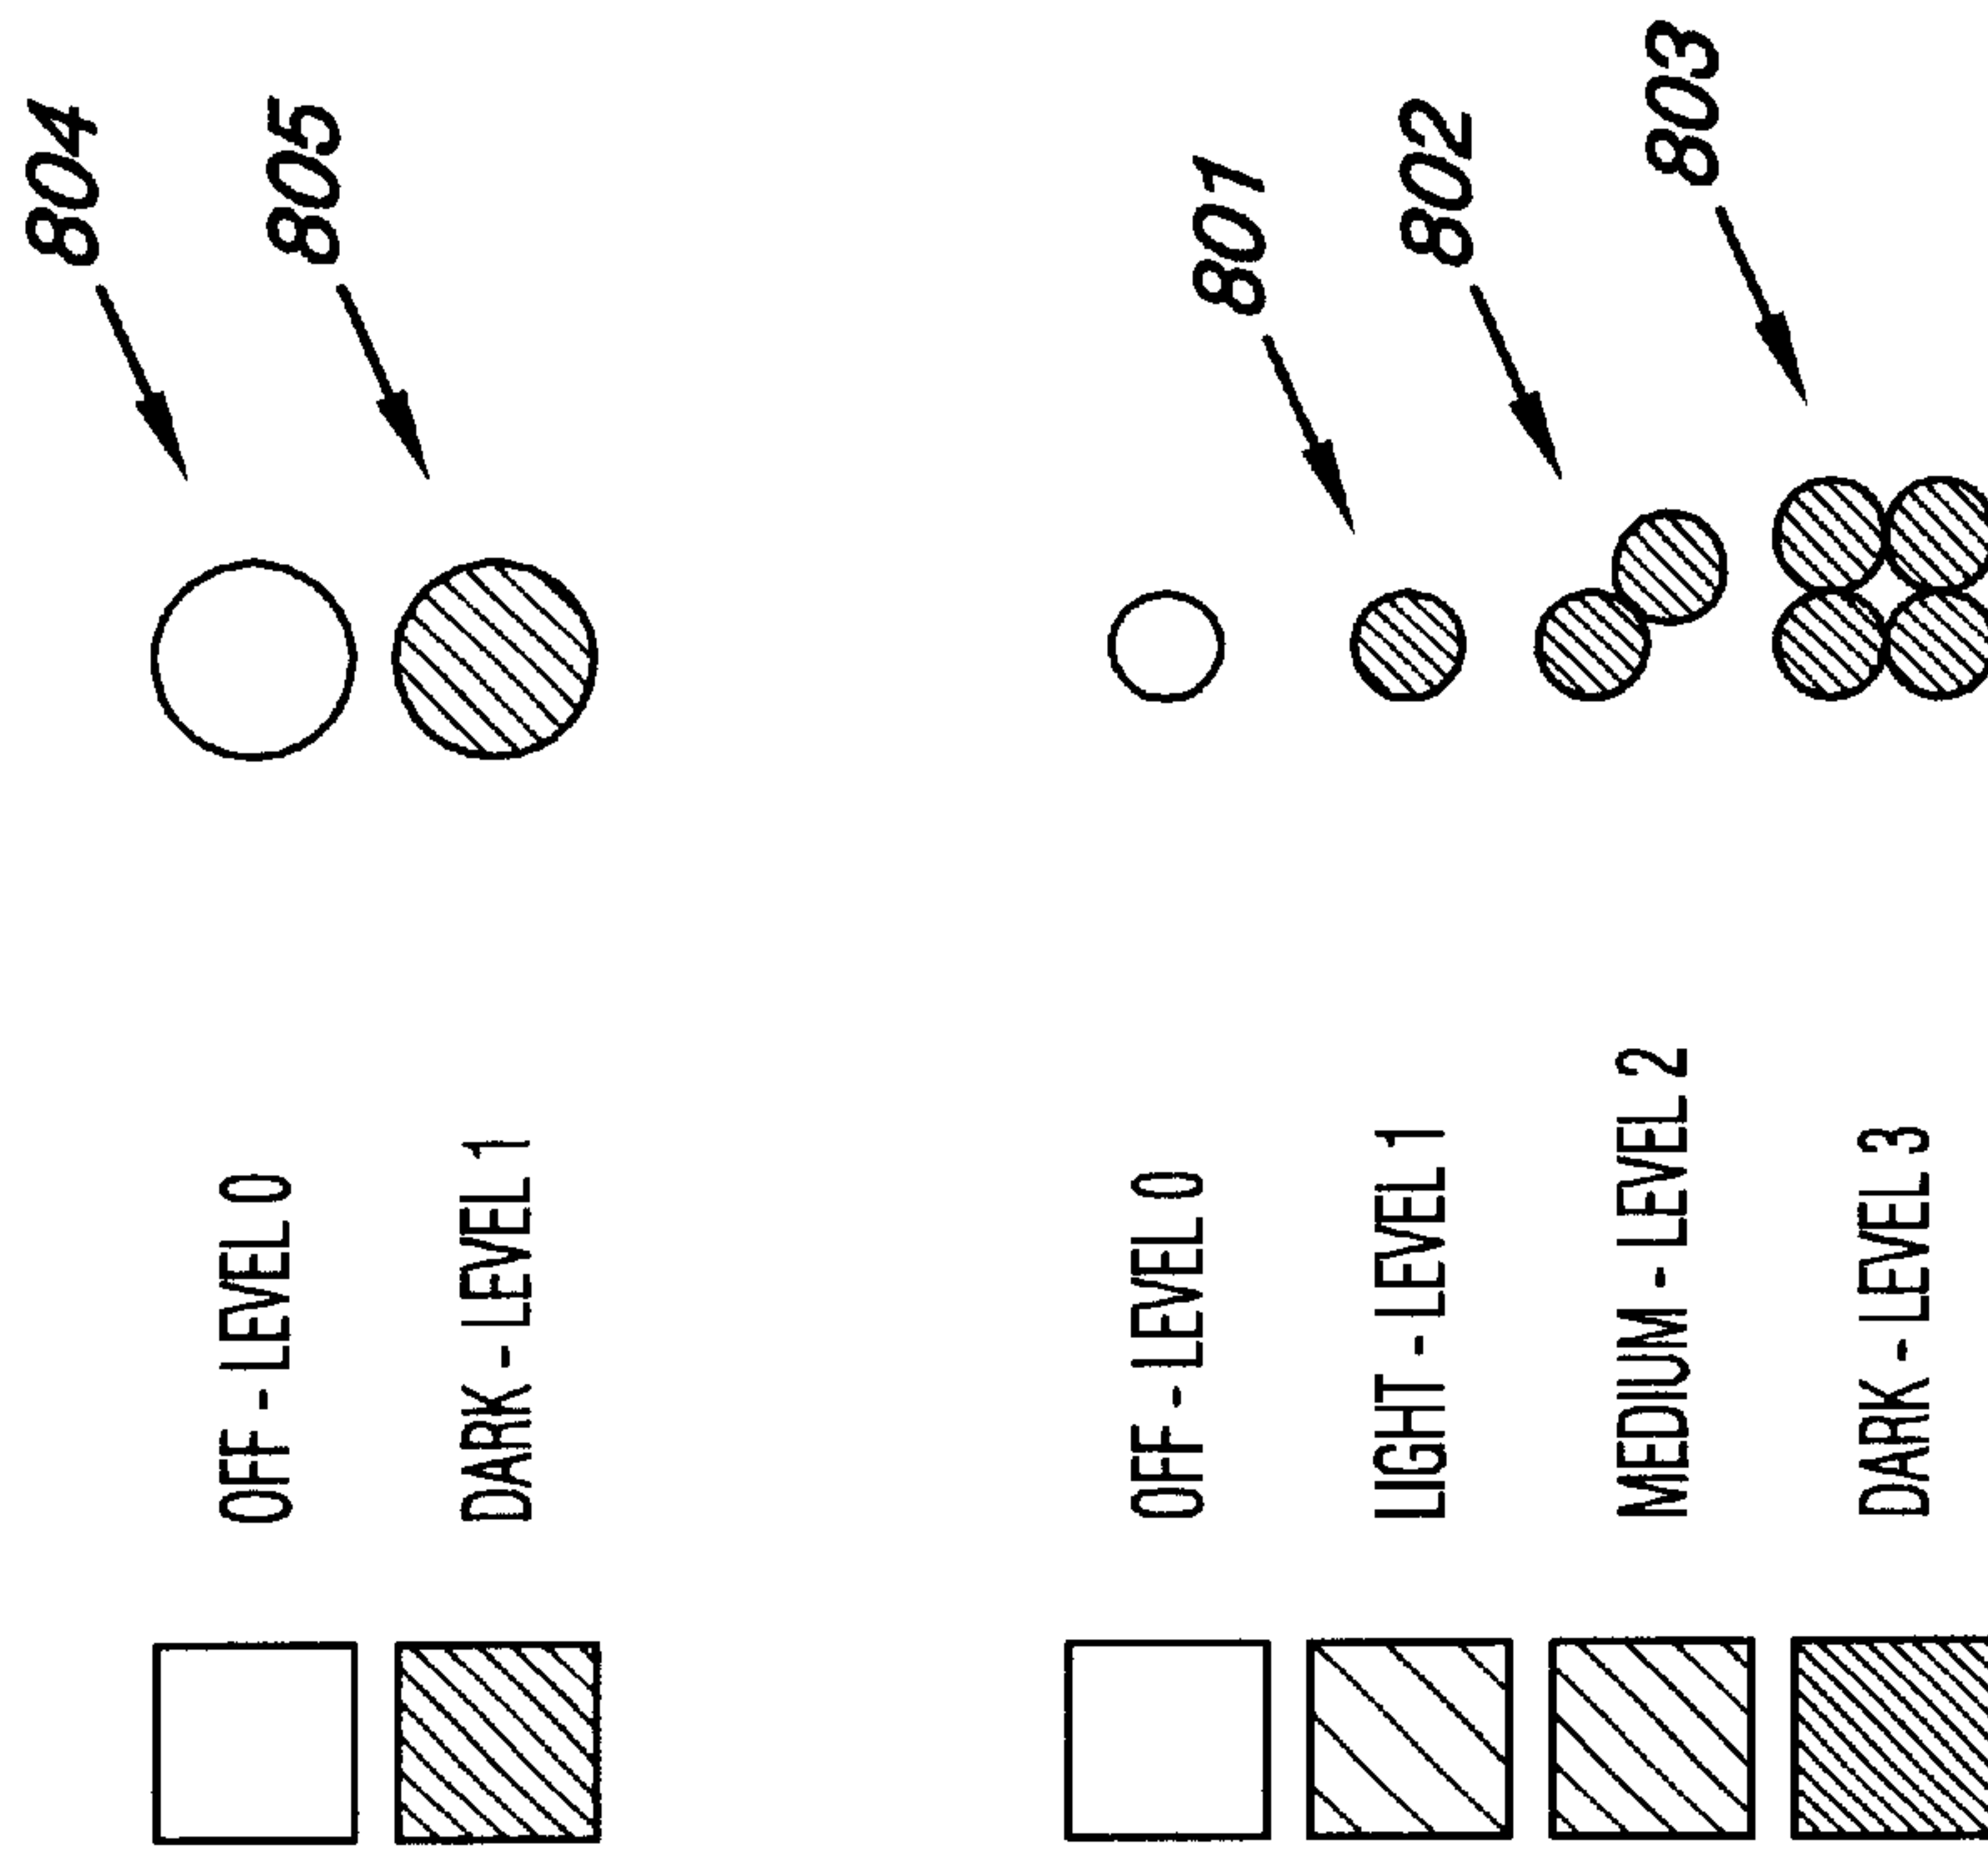 804
805
801
802
803
OFF - LEVEL 0
DARK - LEVEL 1
OFF - LEVEL 0
LIGHT - LEVEL 1
MEDIUM - LEVEL 2
DARK - LEVEL 3